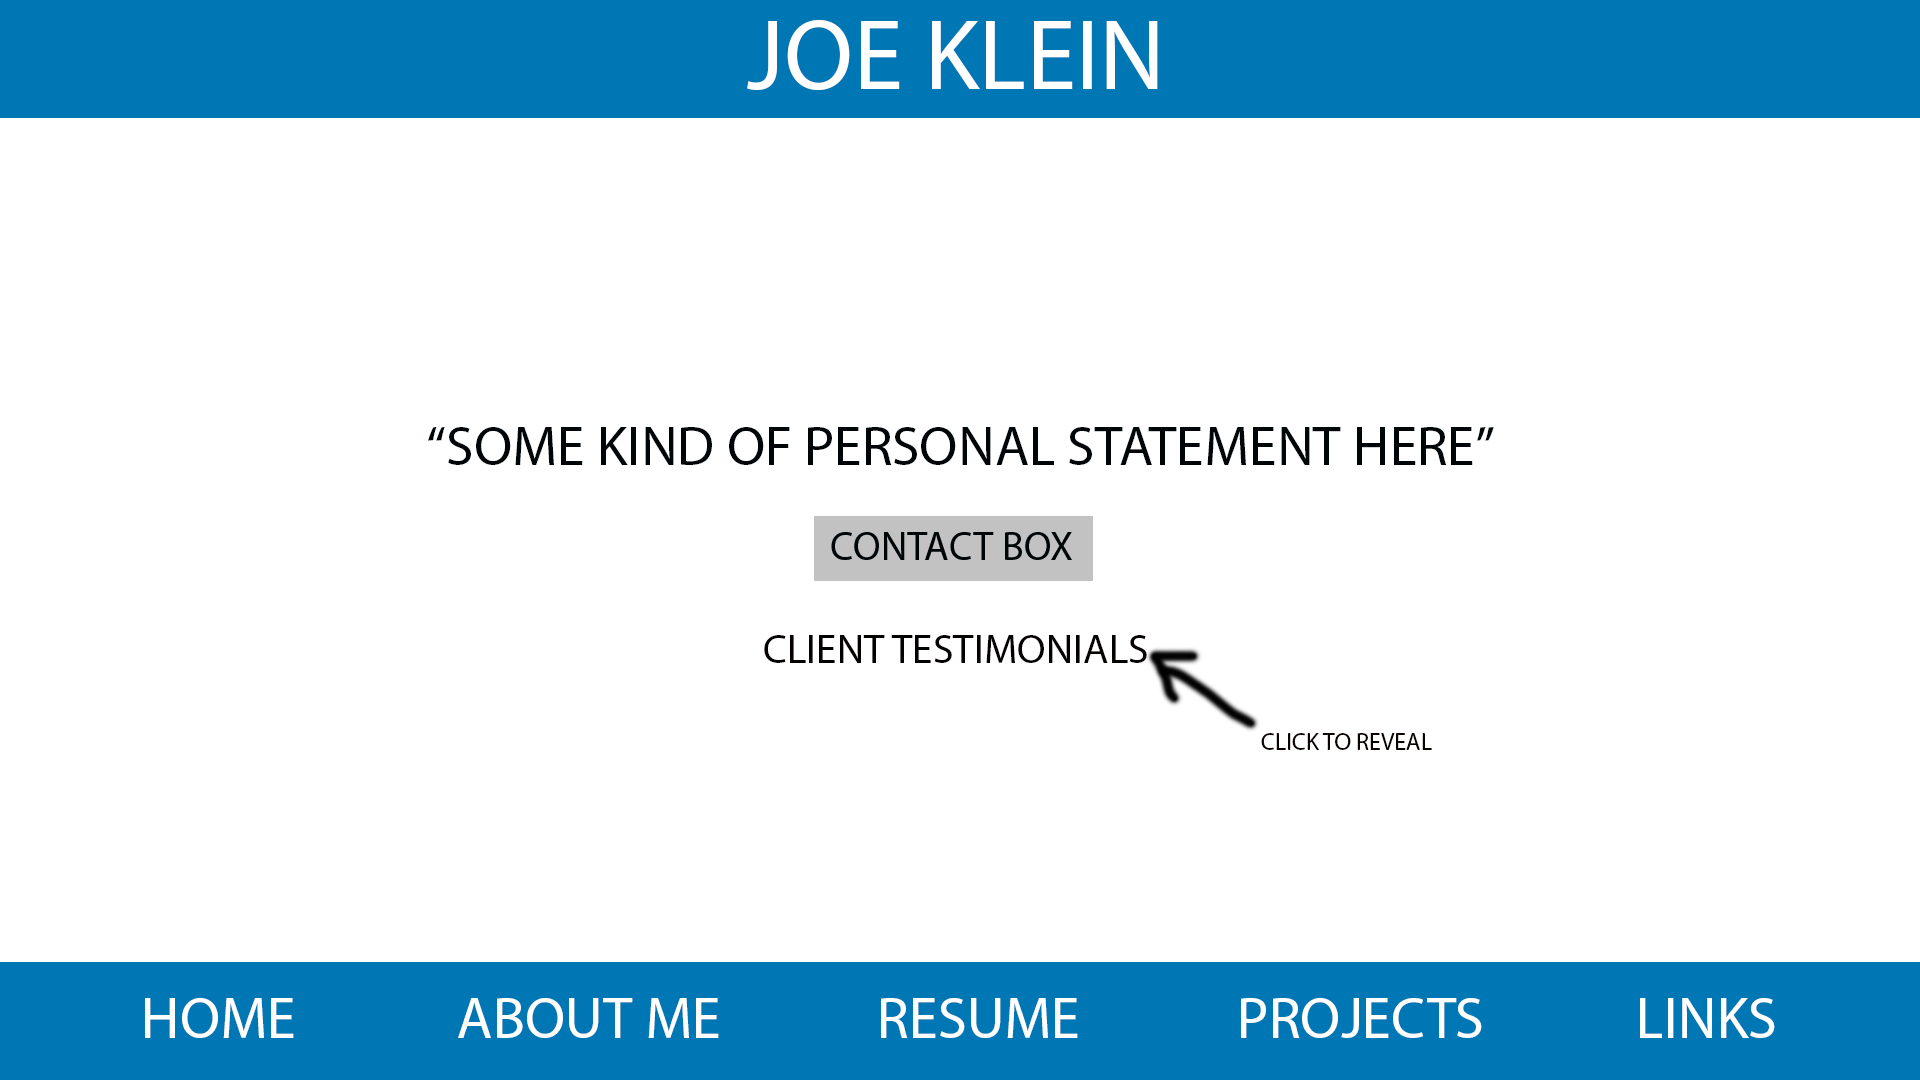 JOE KLEIN
“SOME KIND OF PERSONAL STATEMENT HERE”
CONTACT BOX
CLIENT TESTIMONIALS
CLICK TO REVEAL
HOME ABOUT ME RESUME PROJECTS LINKS